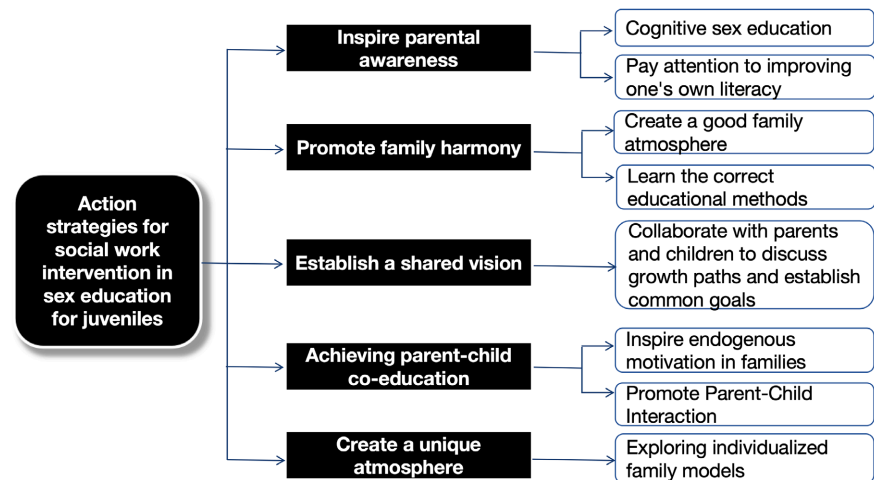 Action
strategies for
social work
intervention in
sex education
for juveniles
Inspire parental
awareness
Cognitive sex education
Pay attention to improving
one's own literacy
Promote family harmony
Create a good family
atmosphere
Learn the correct
educational methods
Establish a shared vision
Collaborate with parents
and children to discuss
growth paths and establish
common goals
Achieving parent-child
co-education
Inspire endogenous
motivation in families
Promote Parent-Child
Interaction
Create a unique
atmosphere
Exploring individualized
family models